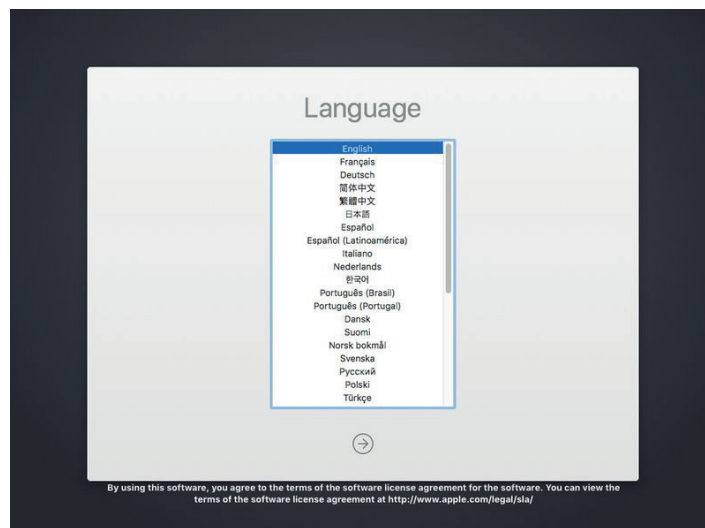 Language
English
Français
Deutsch
简体中文
繁體中文
日本語
Español
Español (Latinoamérica)
Italiano
Nederlands
한국어
Português (Brasil)
Português (Portugal)
Dansk
Suomi
Norsk bokmål
Svenska
Русский
Polski
Türkçe
By using this software, you agree to the terms of the software license agreement for the software. You can view the
terms of the software license agreement at http://www.apple.com/legal/sla/